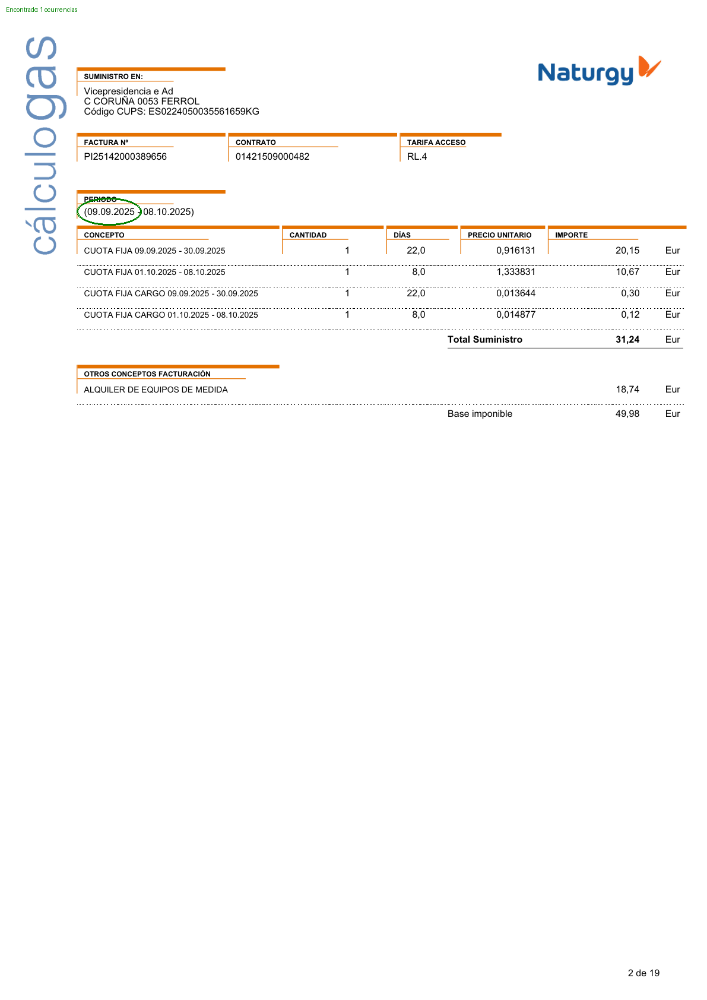 Encontrado: 1 ocurrencias
cálculogas
Naturgy
SUMINISTRO EN:
Vicepresidencia e Ad
C CORUÑA 0053 FERROL
Código CUPS: ES0224050035561659KG
FACTURA Nº CONTRATO TARIFA ACCESO
PI25142000389656 01421509000482 RL.4
PERIODO
(09.09.2025 - 08.10.2025)
CONCEPTO CANTIDAD DÍAS PRECIO UNITARIO IMPORTE
CUOTA FIJA 09.09.2025 - 30.09.2025 1 22,0 0,916131 20,15 Eur
CUOTA FIJA 01.10.2025 - 08.10.2025 1 8,0 1,333831 10,67 Eur
CUOTA FIJA CARGO 09.09.2025 - 30.09.2025 1 22,0 0,013644 0,30 Eur
CUOTA FIJA CARGO 01.10.2025 - 08.10.2025 1 8,0 0,014877 0,12 Eur
Total Suministro 31,24 Eur
OTROS CONCEPTOS FACTURACIÓN
ALQUILER DE EQUIPOS DE MEDIDA 18,74 Eur
Base imponible 49,98 Eur
2 de 19